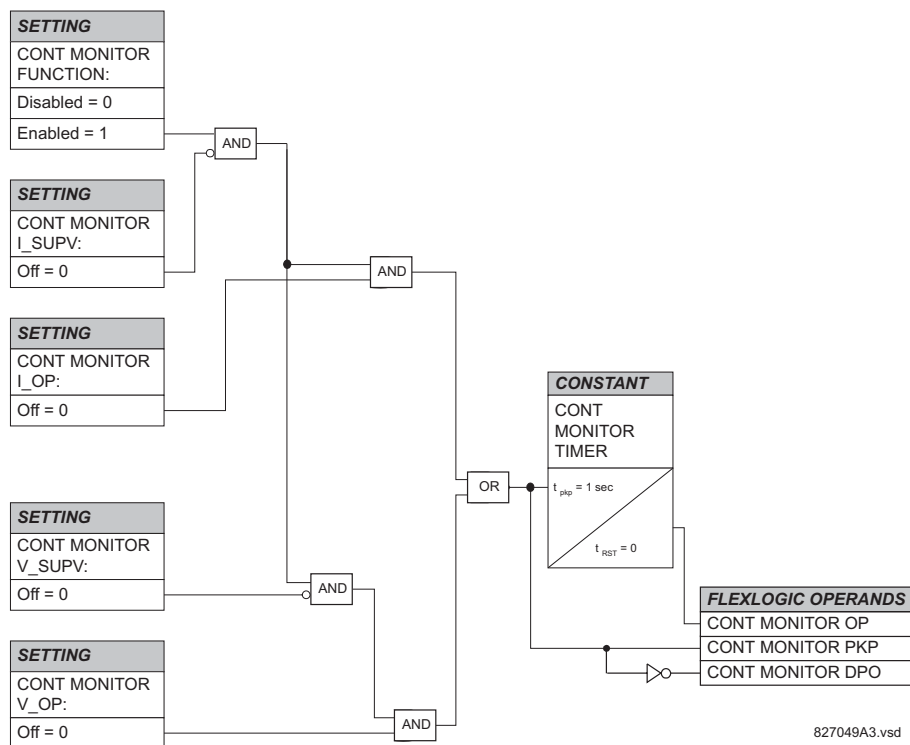 SETTING
CONT MONITOR
FUNCTION:
Disabled = 0
Enabled = 1
AND
SETTING
CONT MONITOR
I_SUPV:
Off = 0
AND
SETTING
CONT MONITOR
I_OP:
Off = 0
CONSTANT
CONT
MONITOR
TIMER
t pkp = 1 sec
t RST = 0
OR
SETTING
CONT MONITOR
V_SUPV:
Off = 0
AND
FLEXLOGIC OPERANDS
CONT MONITOR OP
CONT MONITOR PKP
CONT MONITOR DPO
SETTING
CONT MONITOR
V_OP:
Off = 0
AND
827049A3.vsd